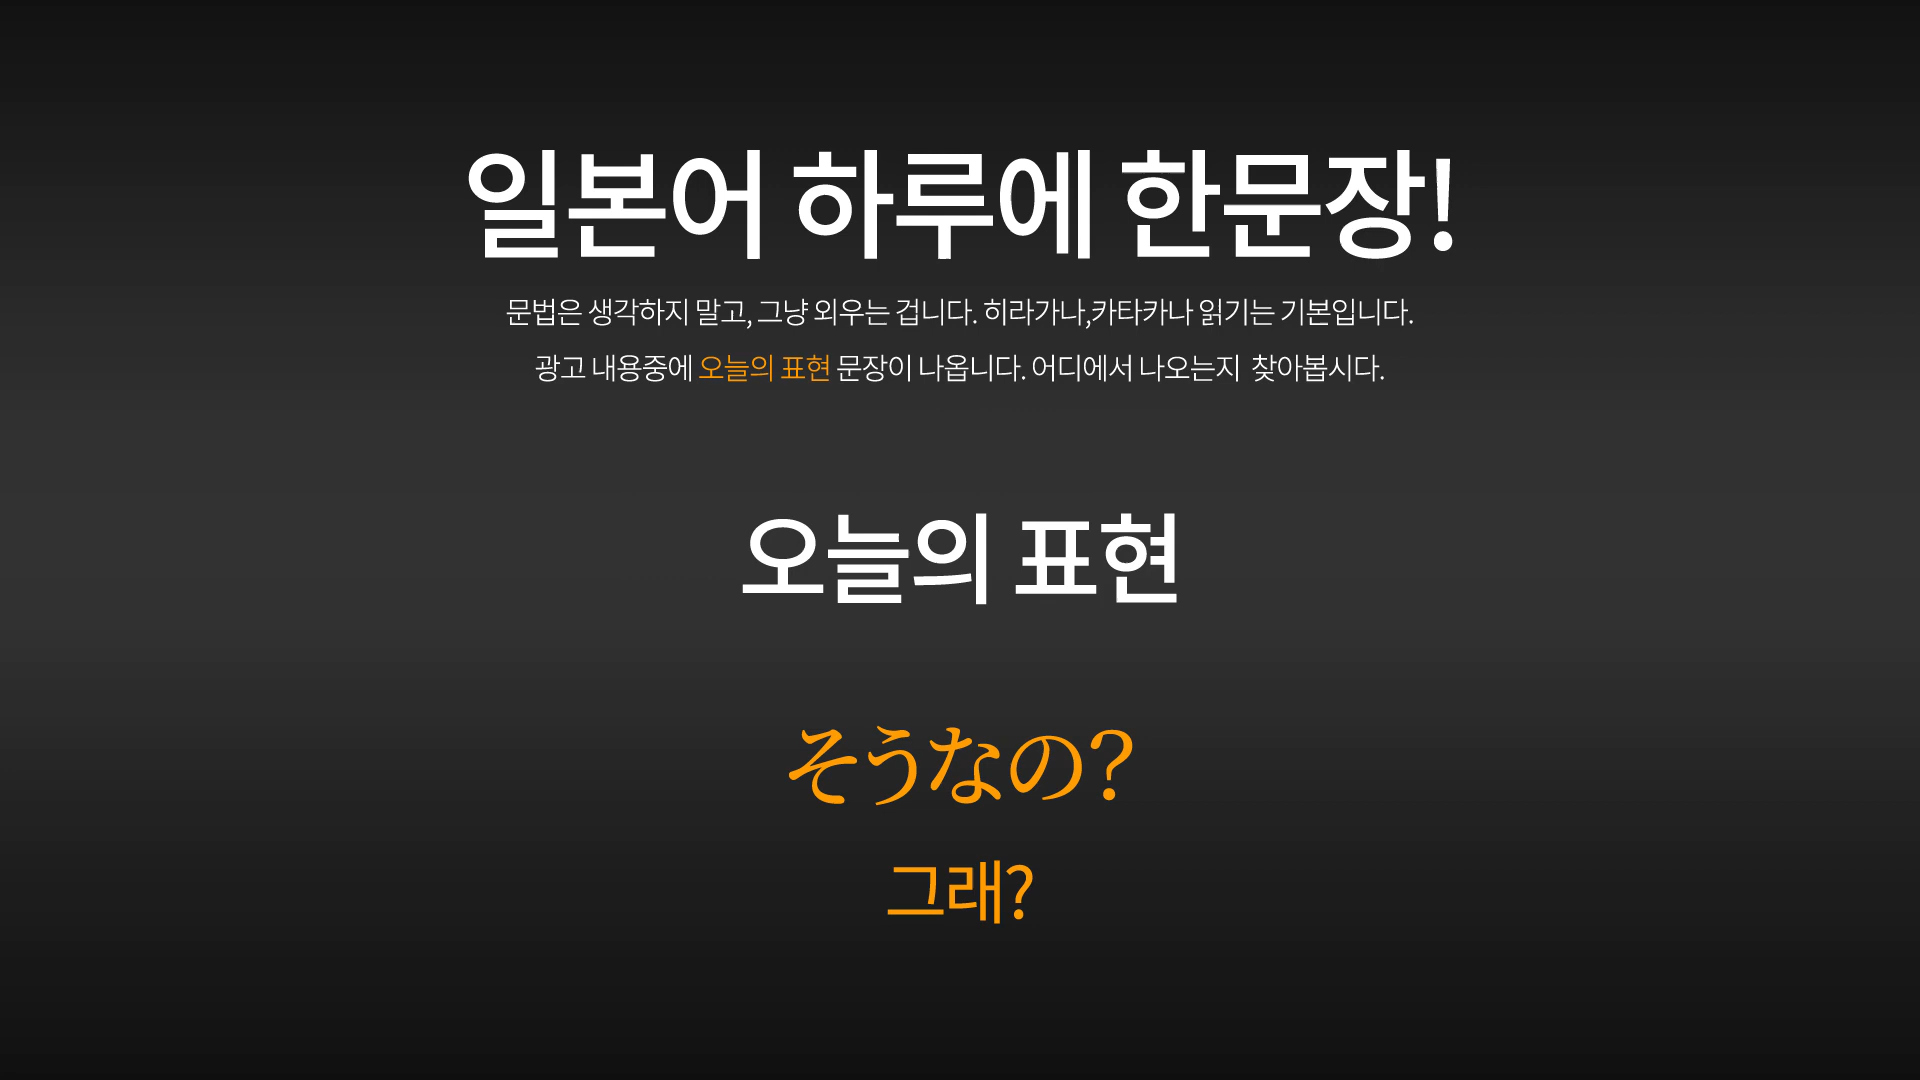 일본어 하루에 한문장!
문법은 생각하지 말고, 그냥 외우는 겁니다. 히라가나,카타카나 읽기는 기본입니다.
광고 내용중에 오늘의 표현 문장이 나옵니다. 어디에서 나오는지 찾아봅시다.
오늘의 표현
そうなの?
그래?